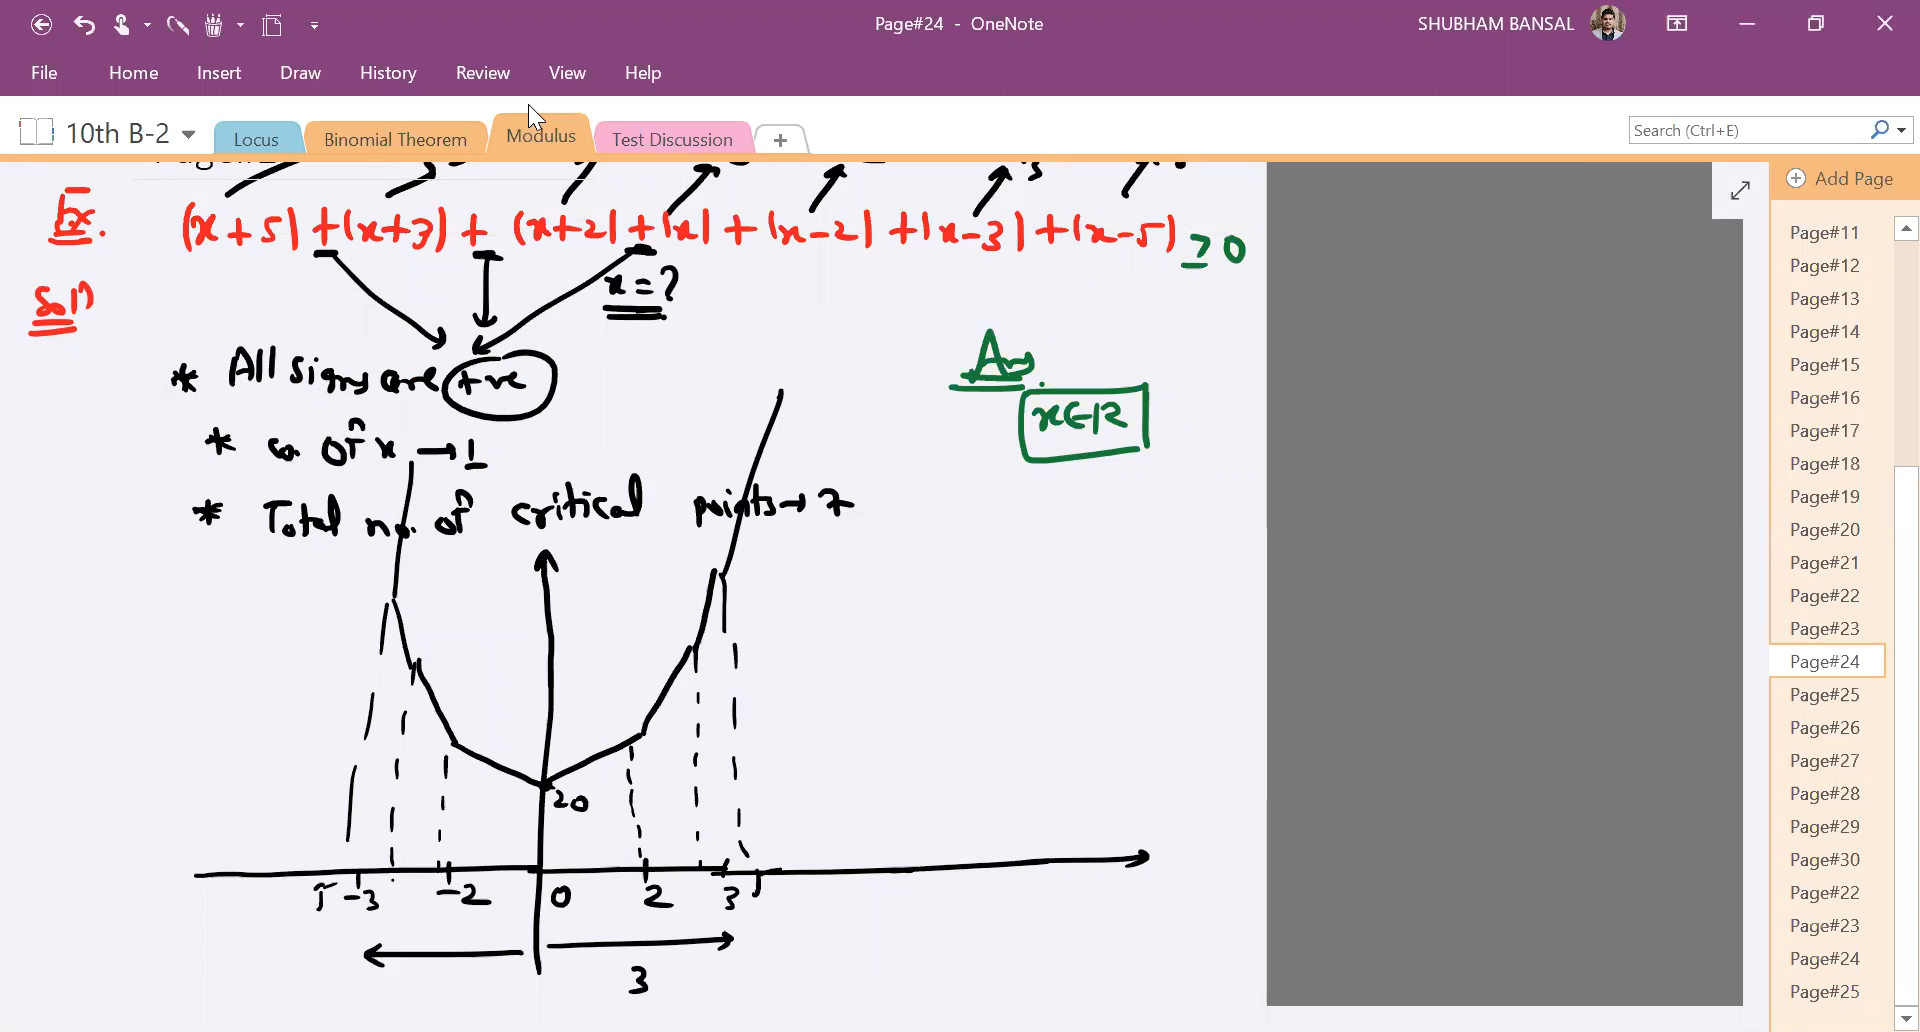 Page#24 - OneNote
SHUBHAM BANSAL
File Home Insert Draw History Review View Help
10th B-2
Locus
Binomial Theorem
Modulus
Test Discussion
Search (Ctrl+E)
Add Page
Ex. |x+5| + |x+3| + |x+2| + |x| + |x-2| + |x-3| + |x-5| ≥ 0
x = ?
Solⁿ
Ans
x∈R
* All signs are +ve
* co. of x → 1
* Total no. of critical points → 7
20
-3 -2 0 2 3
3
Page#11
Page#12
Page#13
Page#14
Page#15
Page#16
Page#17
Page#18
Page#19
Page#20
Page#21
Page#22
Page#23
Page#24
Page#25
Page#26
Page#27
Page#28
Page#29
Page#30
Page#22
Page#23
Page#24
Page#25